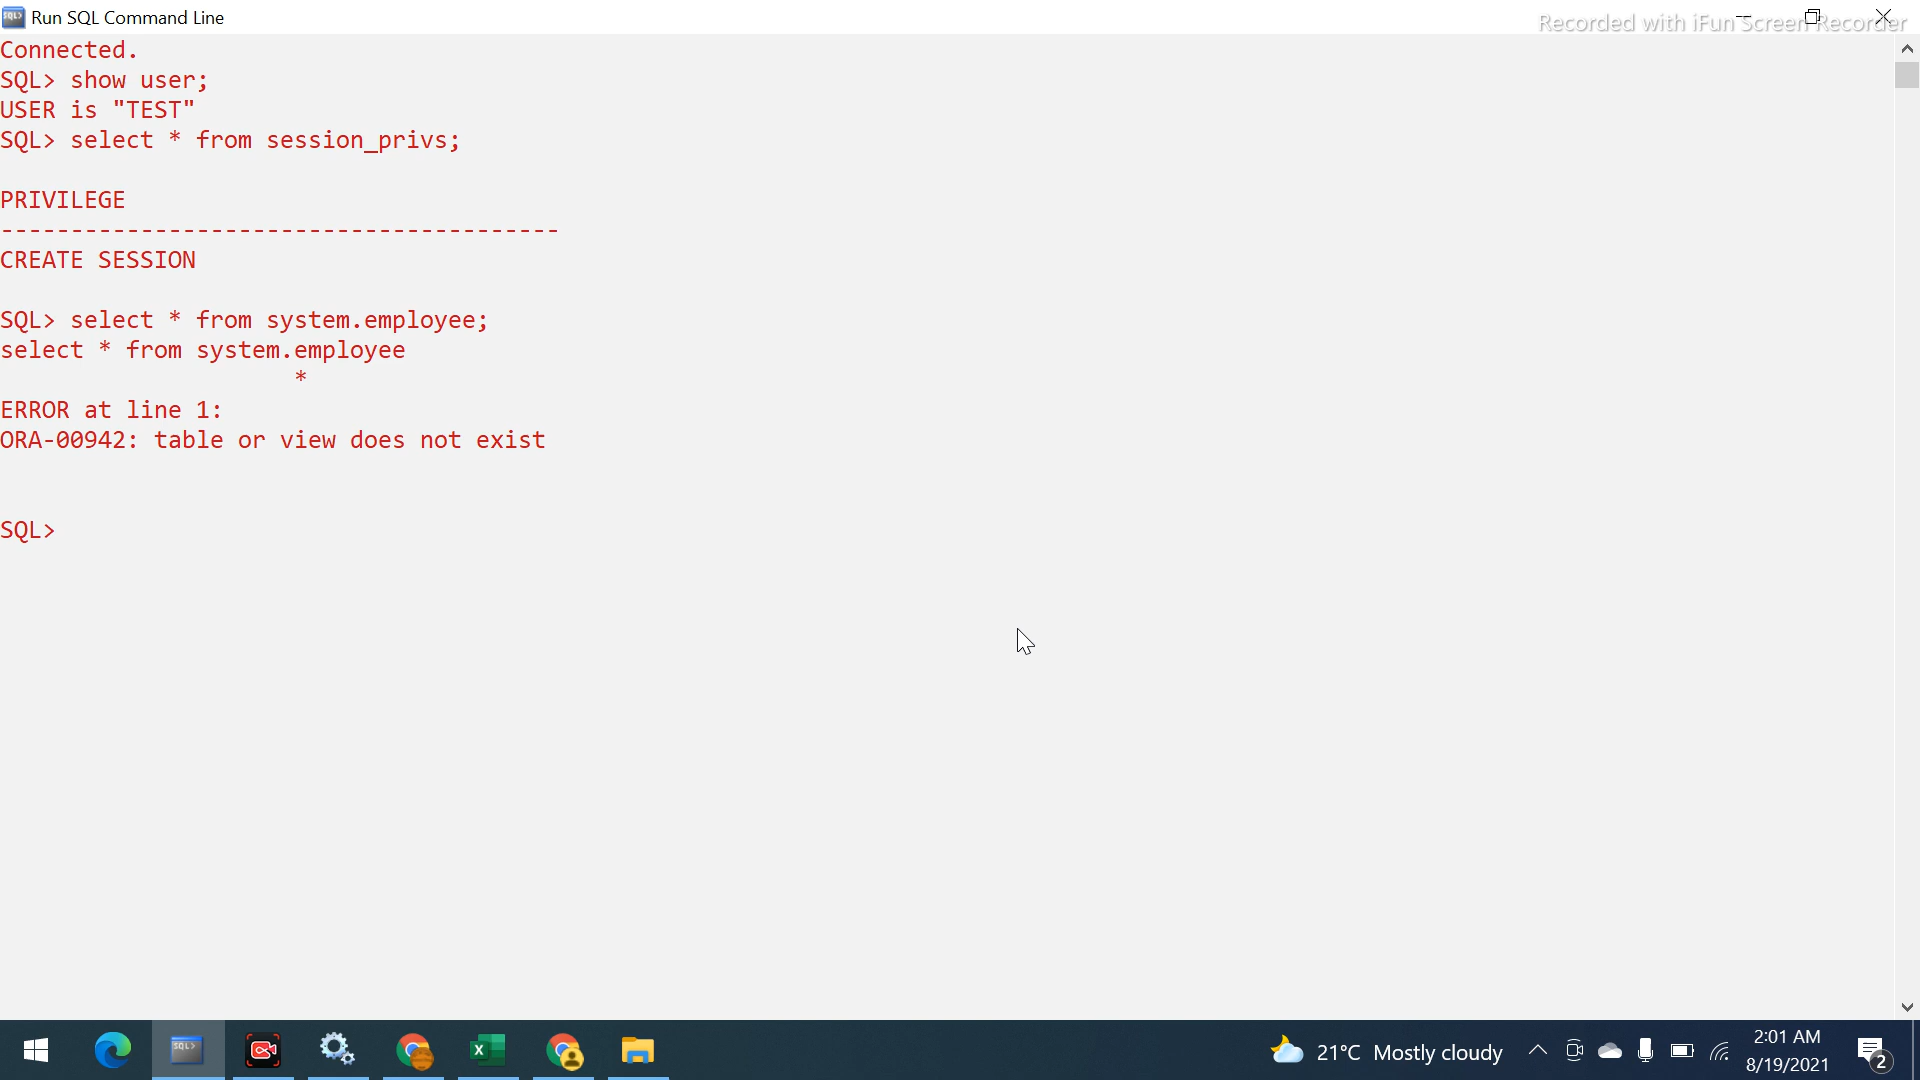 Run SQL Command Line
Recorded with iFun Screen Recorder
Connected.
SQL> show user;
USER is "TEST"
SQL> select * from session_privs;
PRIVILEGE
----------------------------------------
CREATE SESSION
SQL> select * from system.employee;
select * from system.employee
*
ERROR at line 1:
ORA-00942: table or view does not exist
SQL>
21°C Mostly cloudy
2:01 AM
8/19/2021
2